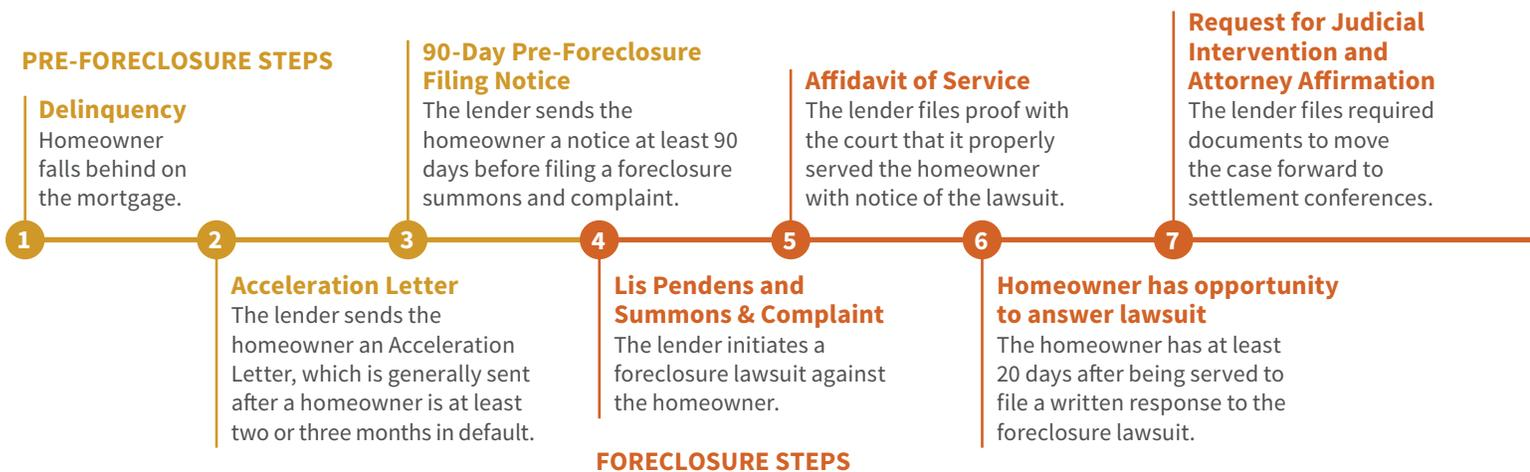 PRE-FORECLOSURE STEPS
1
Delinquency
Homeowner
falls behind on
the mortgage.
2
Acceleration Letter
The lender sends the
homeowner an Acceleration
Letter, which is generally sent
after a homeowner is at least
two or three months in default.
3
90-Day Pre-Foreclosure
Filing Notice
The lender sends the
homeowner a notice at least 90
days before filing a foreclosure
summons and complaint.
FORECLOSURE STEPS
4
Lis Pendens and
Summons & Complaint
The lender initiates a
foreclosure lawsuit against
the homeowner.
5
Affidavit of Service
The lender files proof with
the court that it properly
served the homeowner
with notice of the lawsuit.
6
Homeowner has opportunity
to answer lawsuit
The homeowner has at least
20 days after being served to
file a written response to the
foreclosure lawsuit.
7
Request for Judicial
Intervention and
Attorney Affirmation
The lender files required
documents to move
the case forward to
settlement conferences.